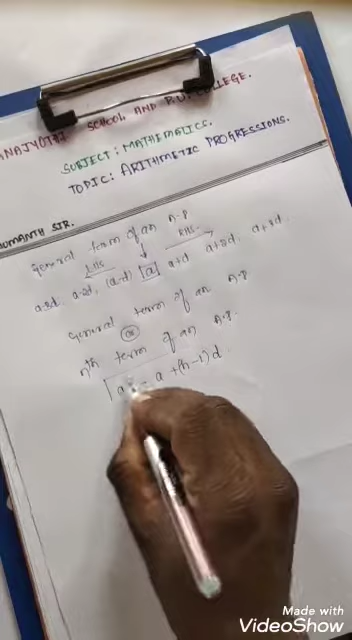 SCHOOL AND P.U. COLLEGE.
SUBJECT: MATHEMATICS.
TOPIC: ARITHMETIC PROGRESSIONS.
SIR.
General term of an A.P
LHS RHS
a-3d, a-2d, (a-d) a a+d a+2d. a+3d.
General term of an A.P
(or)
nth term of an A.P.
a = a +(n-1)d.
Made with
VideoShow